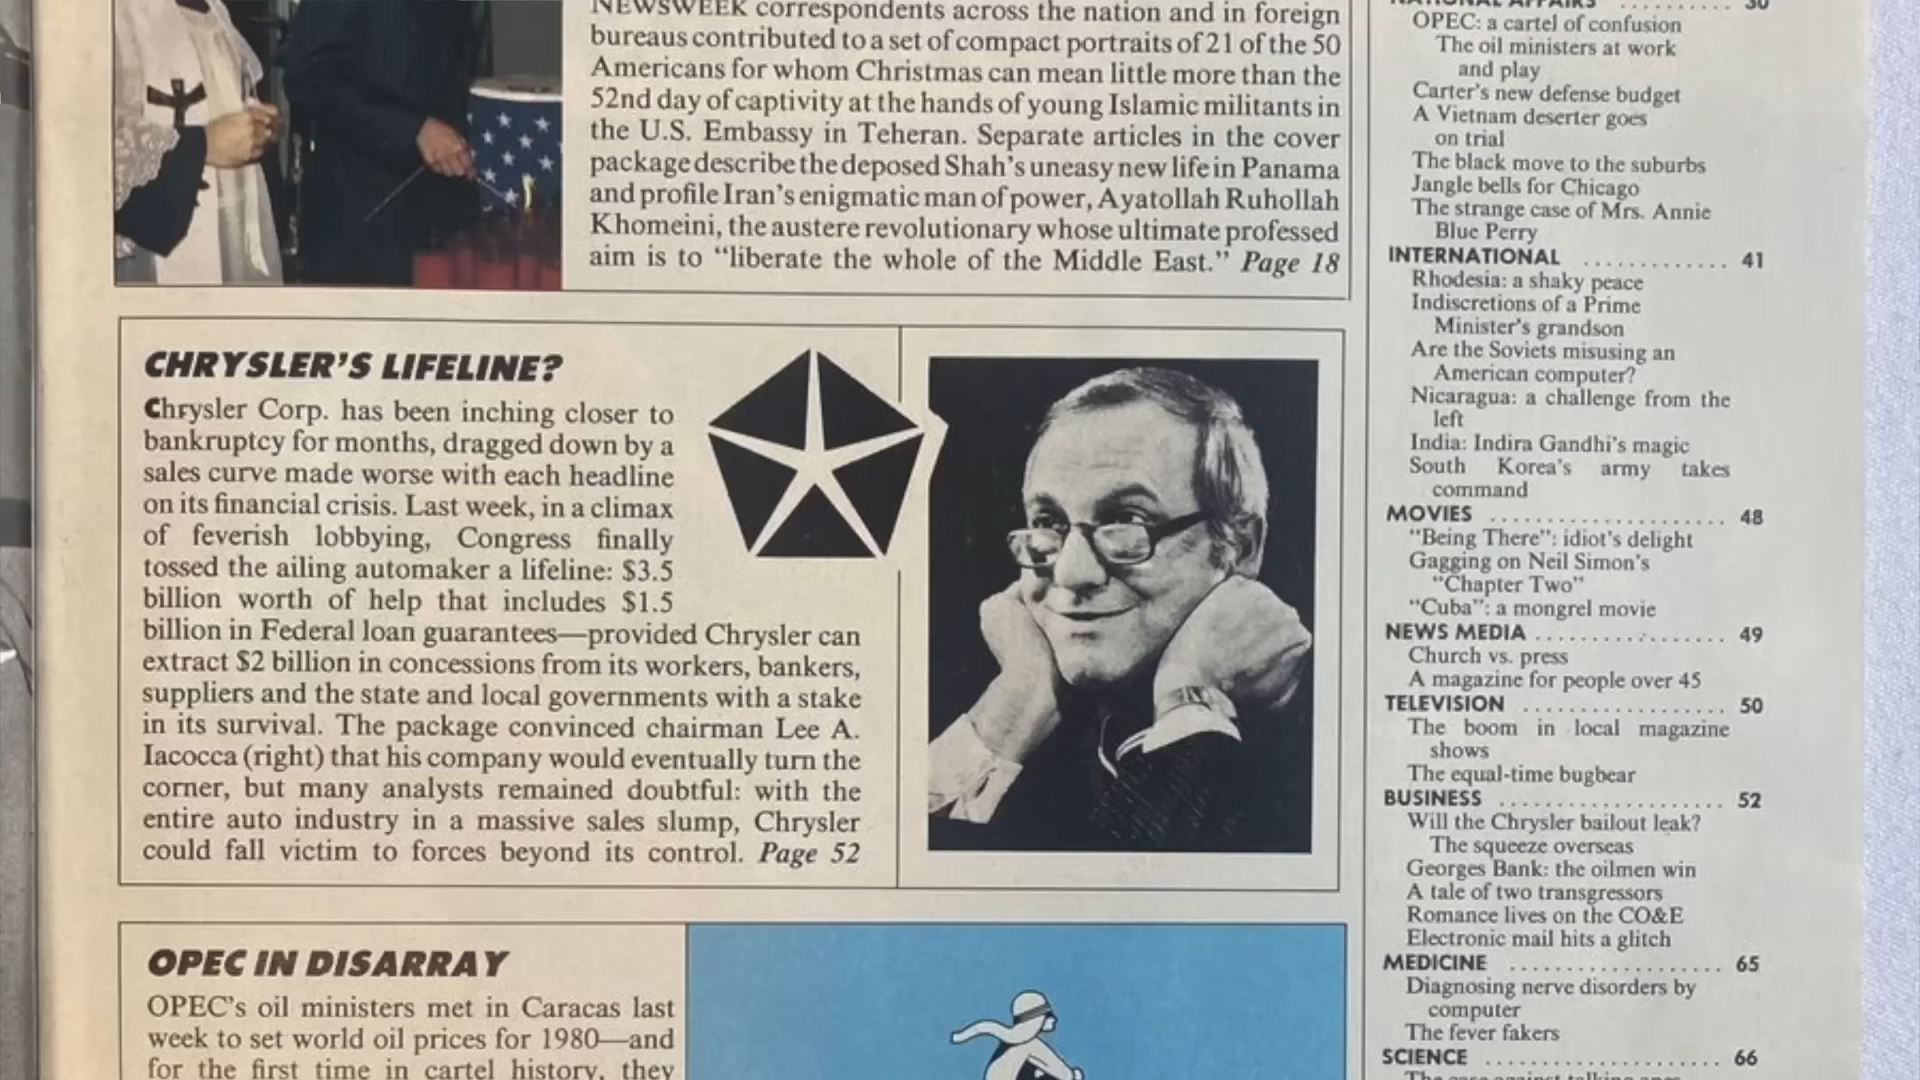 NEWSWEEK correspondents across the nation and in foreign
bureaus contributed to a set of compact portraits of 21 of the 50
Americans for whom Christmas can mean little more than the
52nd day of captivity at the hands of young Islamic militants in
the U.S. Embassy in Teheran. Separate articles in the cover
package describe the deposed Shah's uneasy new life in Panama
and profile Iran's enigmatic man of power, Ayatollah Ruhollah
Khomeini, the austere revolutionary whose ultimate professed
aim is to “liberate the whole of the Middle East.” Page 18
CHRYSLER'S LIFELINE?
Chrysler Corp. has been inching closer to
bankruptcy for months, dragged down by a
sales curve made worse with each headline
on its financial crisis. Last week, in a climax
of feverish lobbying, Congress finally
tossed the ailing automaker a lifeline: $3.5
billion worth of help that includes $1.5
billion in Federal loan guarantees—provided Chrysler can
extract $2 billion in concessions from its workers, bankers,
suppliers and the state and local governments with a stake
in its survival. The package convinced chairman Lee A.
Iacocca (right) that his company would eventually turn the
corner, but many analysts remained doubtful: with the
entire auto industry in a massive sales slump, Chrysler
could fall victim to forces beyond its control. Page 52
OPEC IN DISARRAY
OPEC's oil ministers met in Caracas last
week to set world oil prices for 1980—and
for the first time in cartel history, they
NATIONAL AFFAIRS .......... 30
OPEC: a cartel of confusion
The oil ministers at work
and play
Carter's new defense budget
A Vietnam deserter goes
on trial
The black move to the suburbs
Jangle bells for Chicago
The strange case of Mrs. Annie
Blue Perry
INTERNATIONAL ............. 41
Rhodesia: a shaky peace
Indiscretions of a Prime
Minister's grandson
Are the Soviets misusing an
American computer?
Nicaragua: a challenge from the
left
India: Indira Gandhi's magic
South Korea's army takes
command
MOVIES ..................... 48
“Being There”: idiot's delight
Gagging on Neil Simon's
“Chapter Two”
“Cuba”: a mongrel movie
NEWS MEDIA ................. 49
Church vs. press
A magazine for people over 45
TELEVISION .................. 50
The boom in local magazine
shows
The equal-time bugbear
BUSINESS .................... 52
Will the Chrysler bailout leak?
The squeeze overseas
Georges Bank: the oilmen win
A tale of two transgressors
Romance lives on the CO&E
Electronic mail hits a glitch
MEDICINE ................... 65
Diagnosing nerve disorders by
computer
The fever fakers
SCIENCE ..................... 66
The case against talking apes